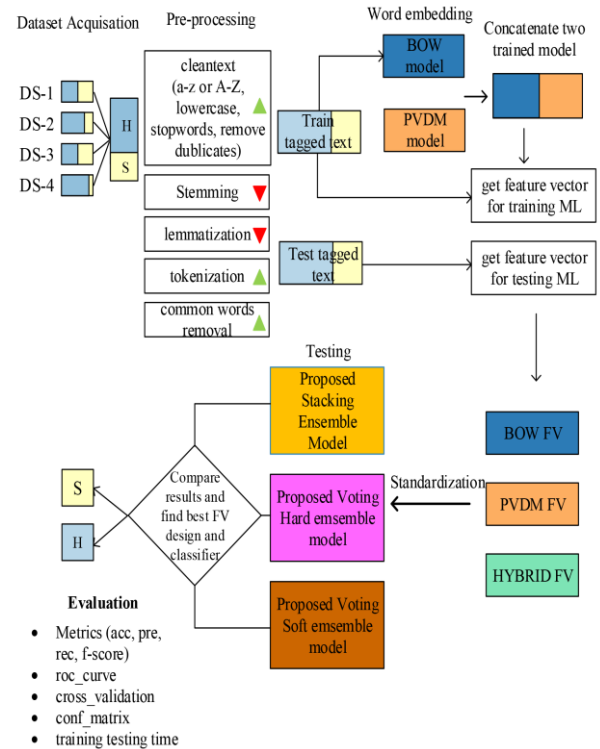 Dataset Acquisation
Pre-processing
Word embedding
DS-1
DS-2
DS-3
DS-4
H
S
cleantext
(a-z or A-Z,
lowercase,
stopwords, remove
dublicates)
Stemming
lemmatization
tokenization
common words
removal
Train
tagged text
Test tagged
text
BOW
model
PVDM
model
Concatenate two
trained model
get feature vector
for training ML
get feature vector
for testing ML
BOW FV
PVDM FV
HYBRID FV
Standardization
Testing
Proposed
Stacking
Ensemble
Model
Proposed Voting
Hard emsemble
model
Proposed Voting
Soft emsemble
model
Compare
results and
find best FV
design and
classifier
S
H
Evaluation
• Metrics (acc, pre,
rec, f-score)
• roc_curve
• cross_validation
• conf_matrix
• training testing time